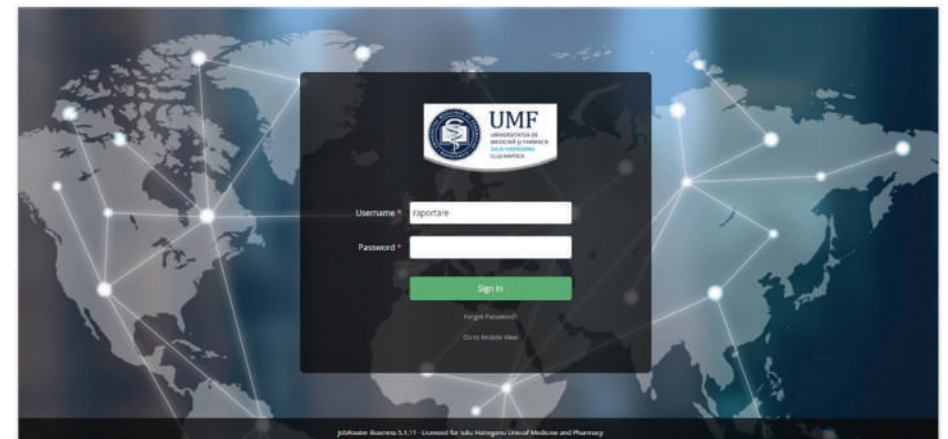 UMF
UNIVERSITATEA DE
MEDICINĂ ȘI FARMACIE
IULIU HAȚIEGANU
CLUJ-NAPOCA
Username *
raportare
Password *
Sign In
Forgot Password?
Go to Mobile View
JobRouter Business 5.1.11 - Licensed for Iuliu Hatieganu Univ.of Medicine and Pharmacy